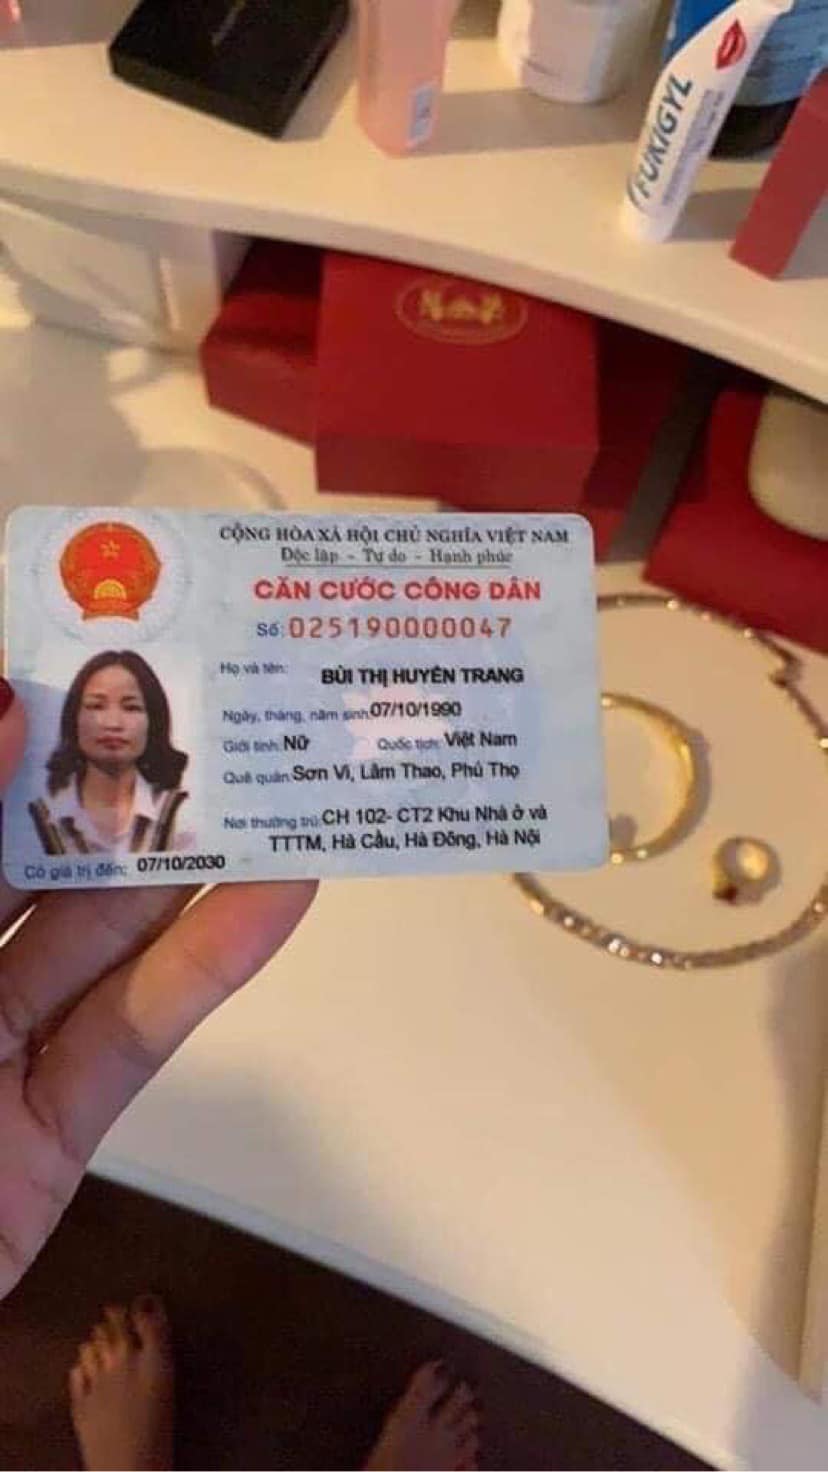 FUKIGYL
CỘNG HÒA XÃ HỘI CHỦ NGHĨA VIỆT NAM
Độc lập - Tự do - Hạnh phúc
CĂN CƯỚC CÔNG DÂN
Số: 025190000047
Họ và tên: BÙI THỊ HUYỀN TRANG
Ngày, tháng, năm sinh: 07/10/1990
Giới tính: Nữ Quốc tịch: Việt Nam
Quê quán: Sơn Vi, Lâm Thao, Phú Thọ
Nơi thường trú: CH 102- CT2 Khu Nhà ở và
TTTM, Hà Cầu, Hà Đông, Hà Nội
Có giá trị đến: 07/10/2030